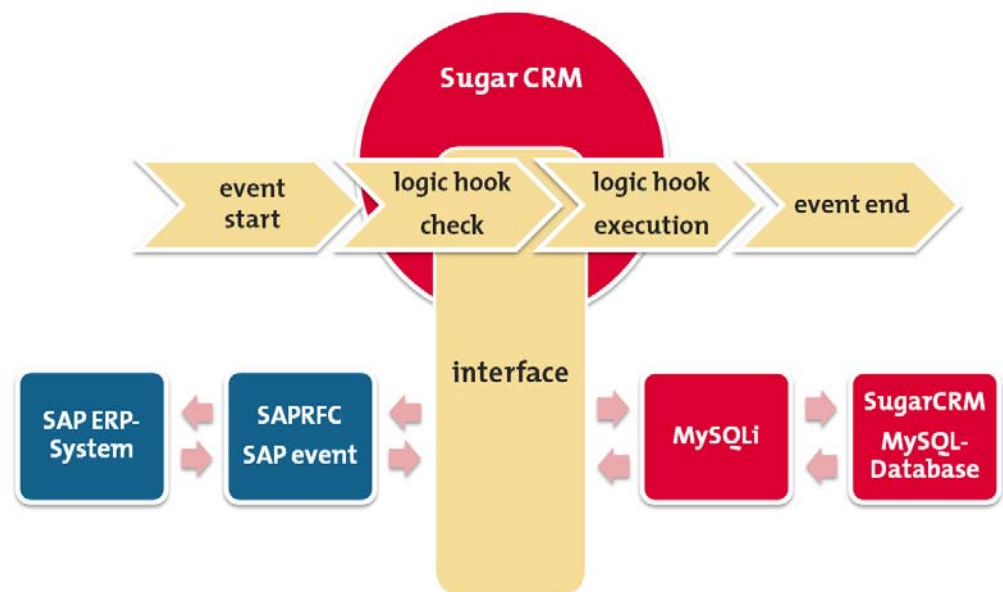 Sugar CRM
event
start
logic hook
check
logic hook
execution
event end
interface
SAP ERP-
System
SAPRFC
SAP event
MySQLi
SugarCRM
MySQL-
Database